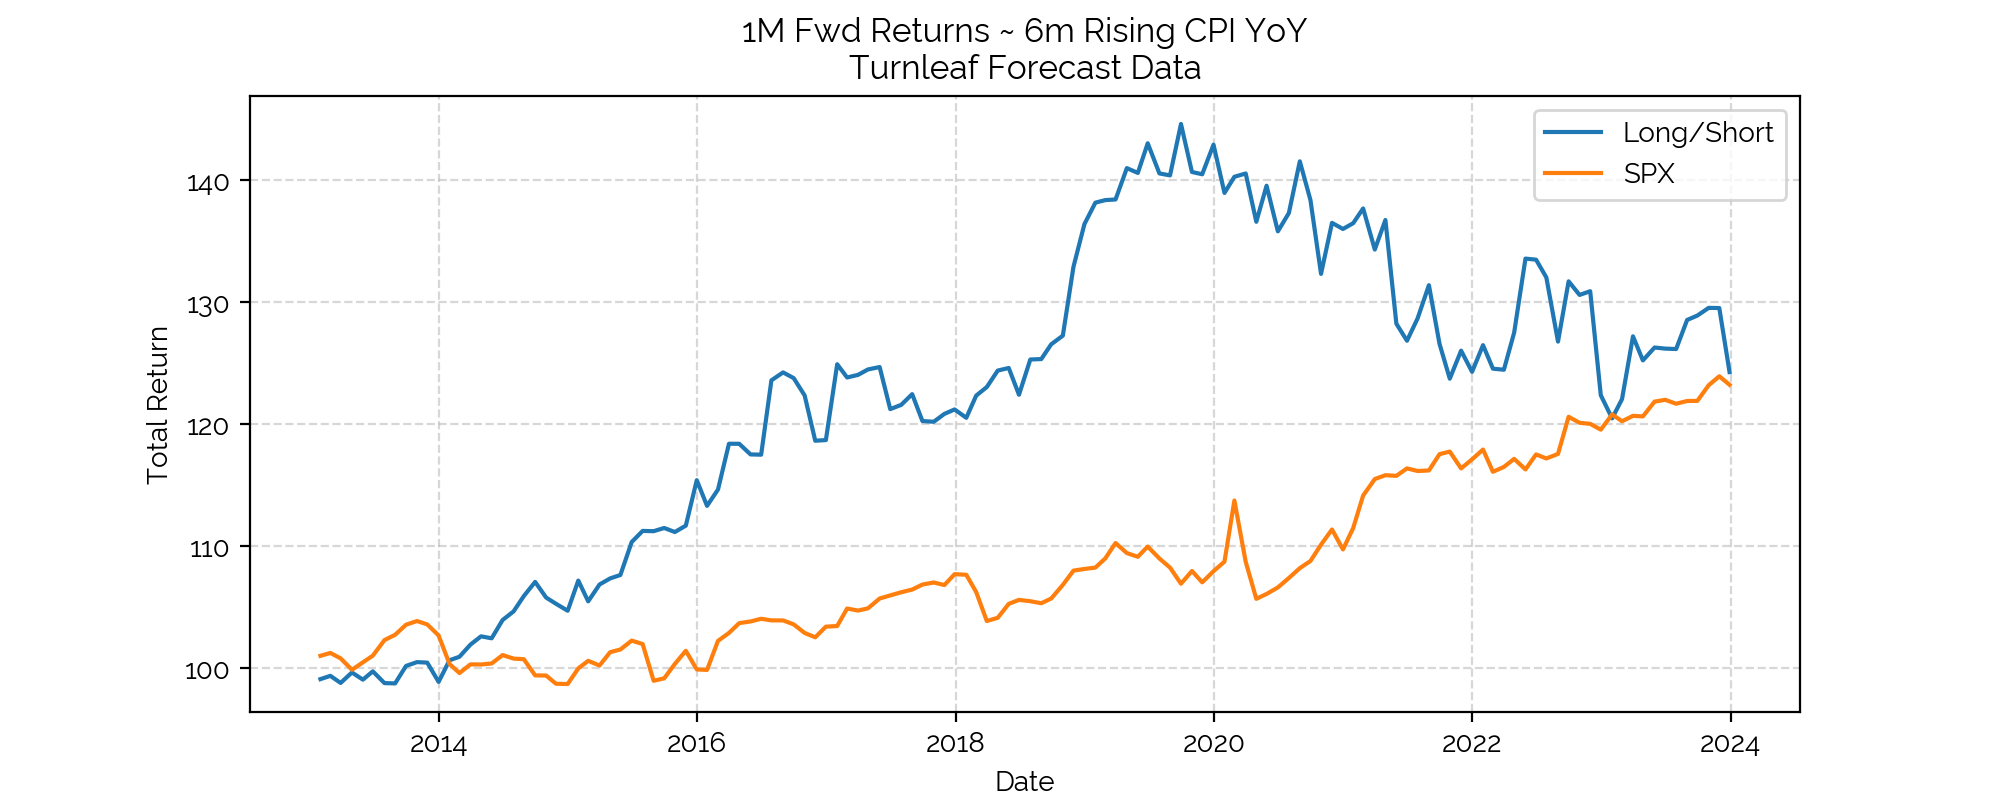 1M Fwd Returns ~ 6m Rising CPI YoY
Turnleaf Forecast Data
Long/Short
SPX
Total Return
140
130
120
110
100
2014
2016
2018
2020
2022
2024
Date